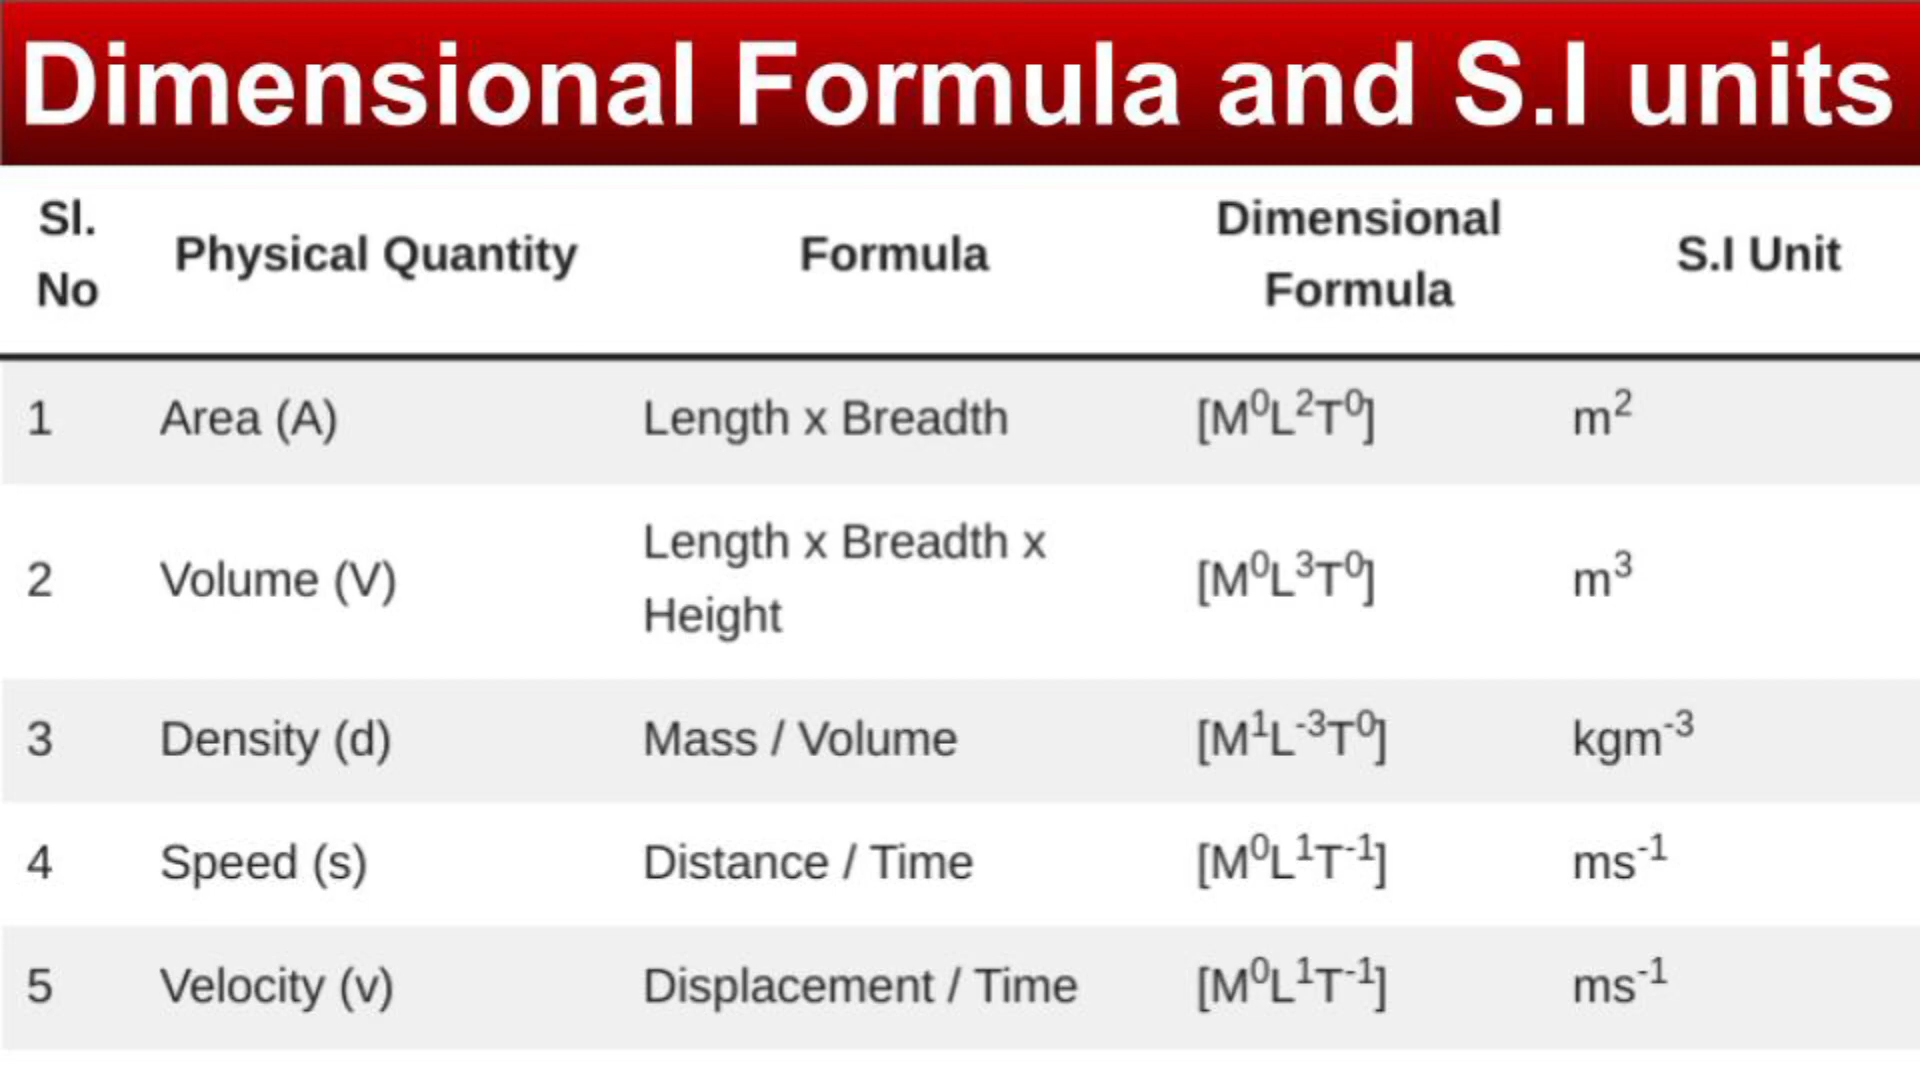 Dimensional Formula and S.I units
Sl. No Physical Quantity Formula Dimensional Formula S.I Unit
1 Area (A) Length x Breadth [M⁰L²T⁰] m²
2 Volume (V) Length x Breadth x Height [M⁰L³T⁰] m³
3 Density (d) Mass / Volume [M¹L⁻³T⁰] kgm⁻³
4 Speed (s) Distance / Time [M⁰L¹T⁻¹] ms⁻¹
5 Velocity (v) Displacement / Time [M⁰L¹T⁻¹] ms⁻¹